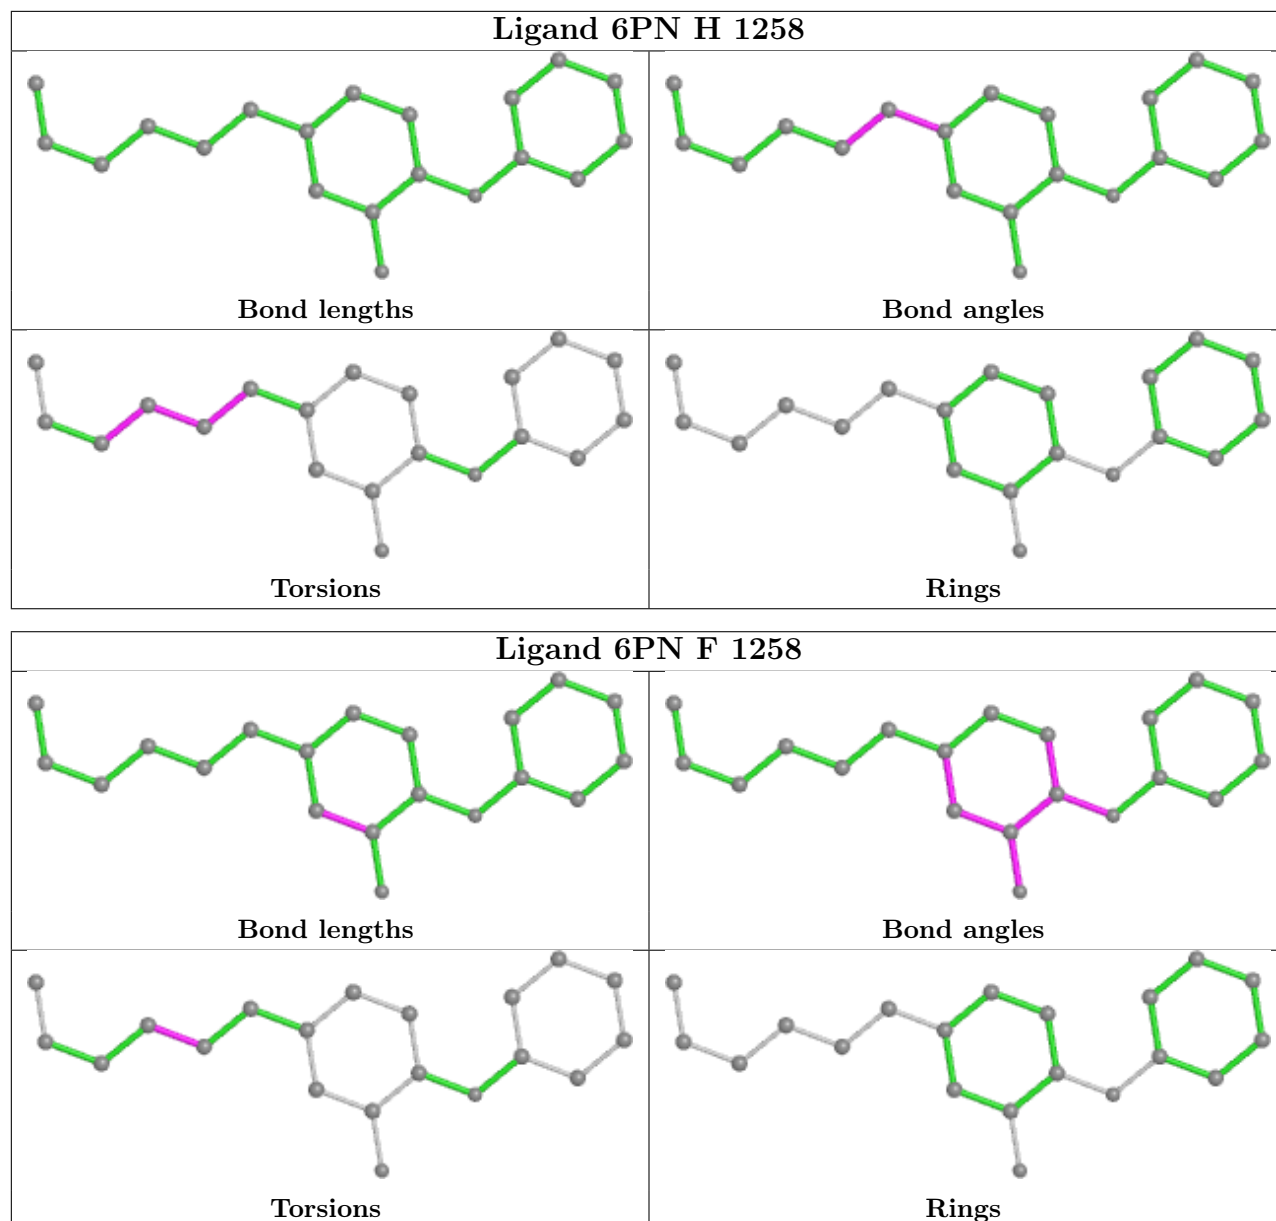 Ligand 6PN H 1258
Bond lengths
Bond angles
Torsions
Rings
Ligand 6PN F 1258
Bond lengths
Bond angles
Torsions
Rings